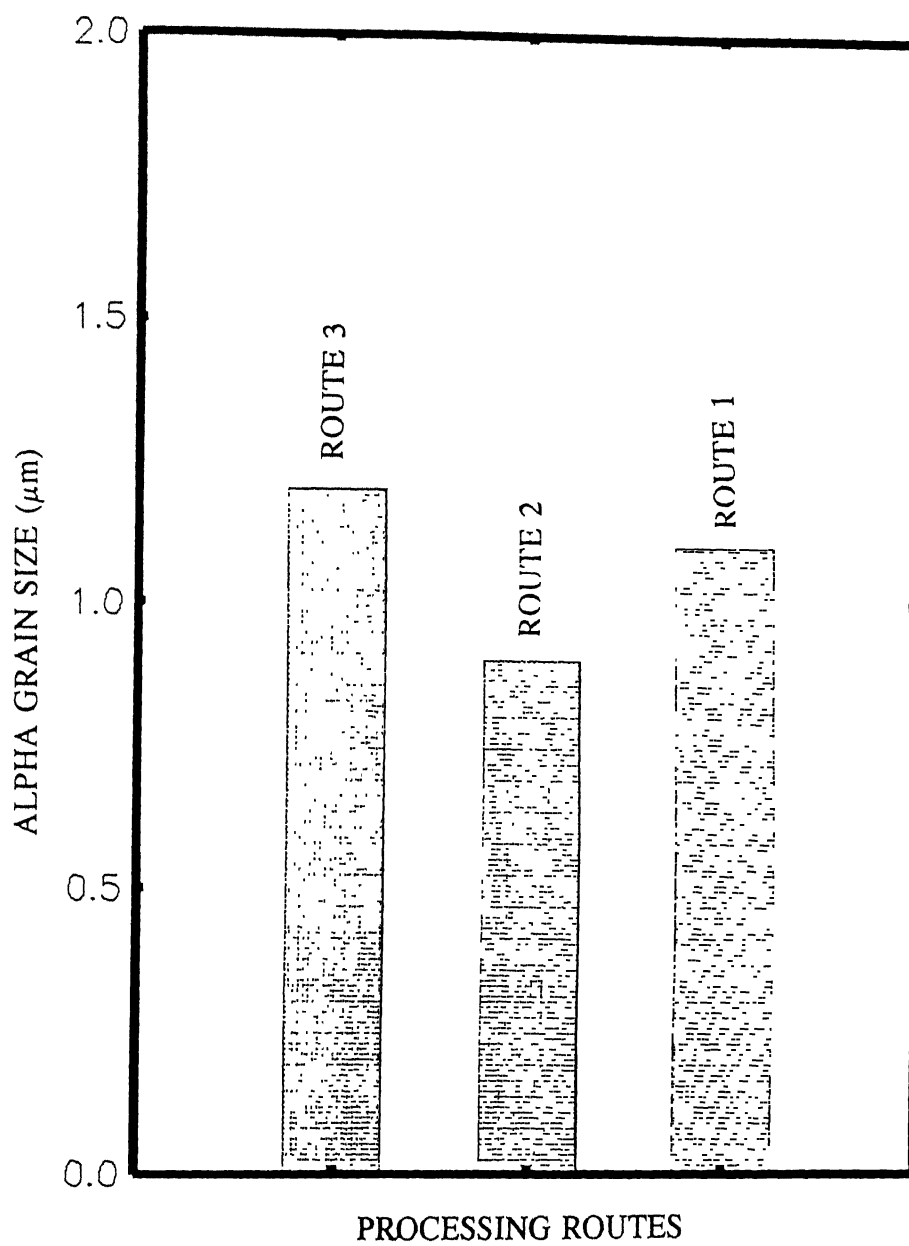 2.0
1.5
1.0
0.5
0.0
ALPHA GRAIN SIZE (μm)
ROUTE 3
ROUTE 2
ROUTE 1
PROCESSING ROUTES